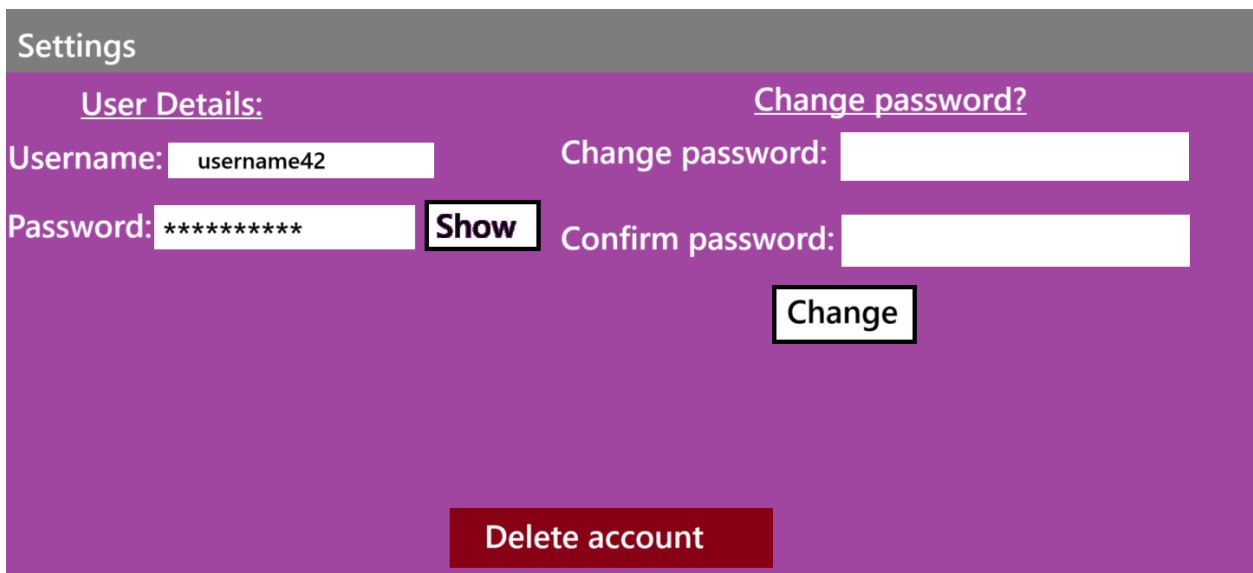 Settings
User Details:
Username: username42
Password: **********  Show
Change password?
Change password:
Confirm password:
Change
Delete account